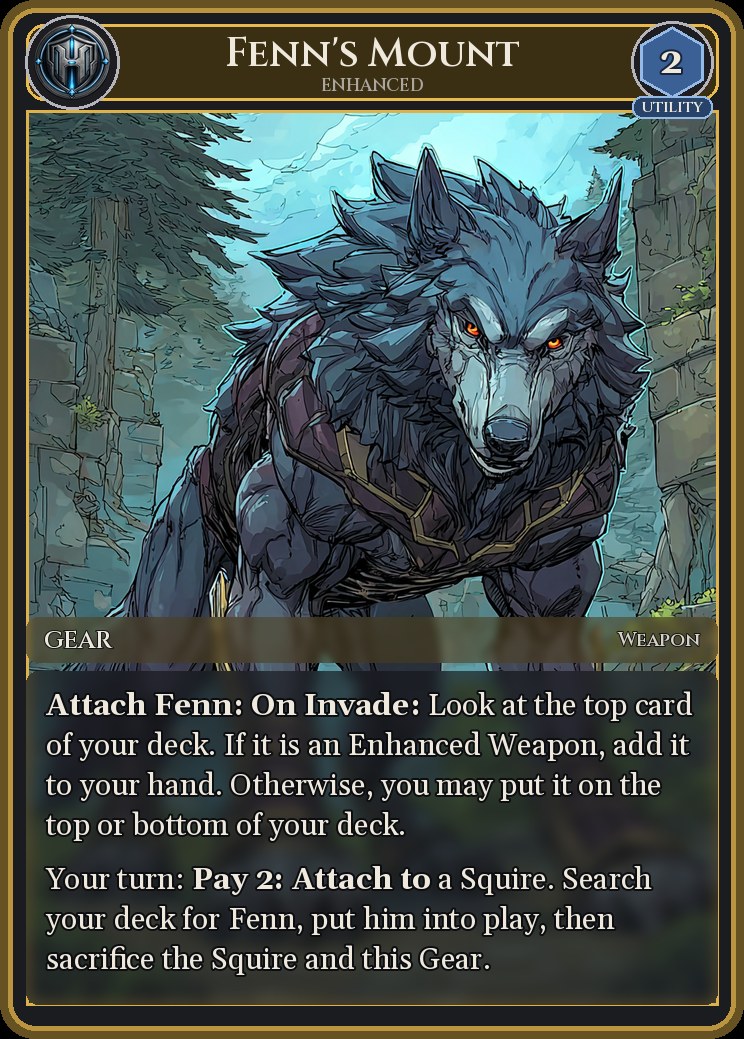 Fenn's Mount
Enhanced
2
Utility
Gear
Weapon
Attach Fenn: On Invade: Look at the top card
of your deck. If it is an Enhanced Weapon, add it
to your hand. Otherwise, you may put it on the
top or bottom of your deck.
Your turn: Pay 2: Attach to a Squire. Search
your deck for Fenn, put him into play, then
sacrifice the Squire and this Gear.